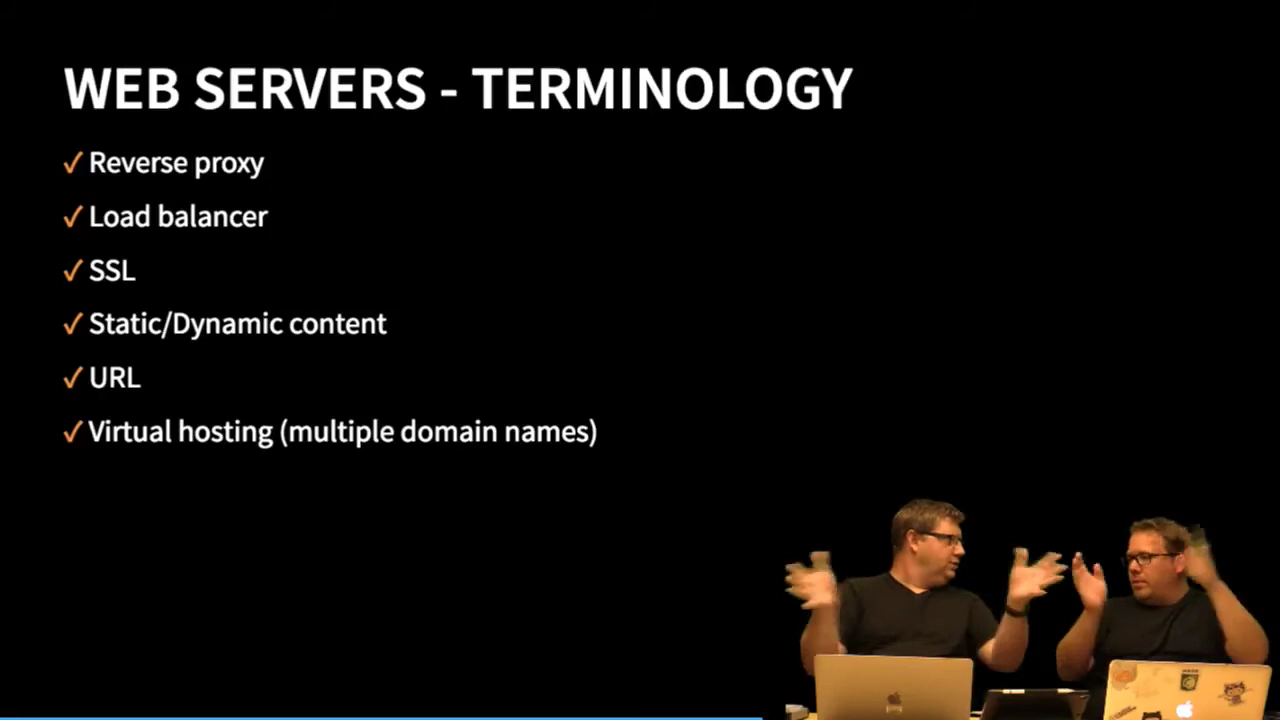 WEB SERVERS - TERMINOLOGY
✓ Reverse proxy
✓ Load balancer
✓ SSL
✓ Static/Dynamic content
✓ URL
✓ Virtual hosting (multiple domain names)